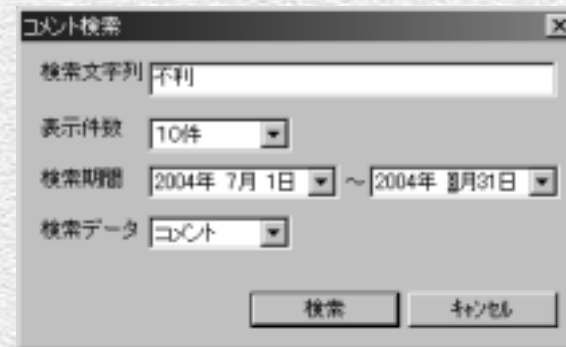 コメント検索
検索文字列 不利
表示件数 10件
検索期間 2004年 7月 1日 ～ 2004年 月31日
検索データ コメント
検索 キャンセル